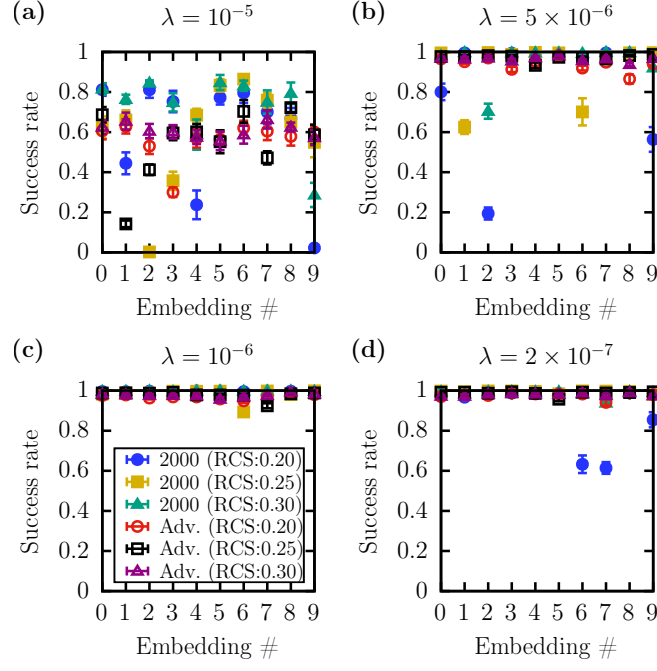 (a) λ = 10⁻⁵
Success rate
1
0.8
0.6
0.4
0.2
0
0 1 2 3 4 5 6 7 8 9
Embedding #
(b) λ = 5 × 10⁻⁶
Success rate
1
0.8
0.6
0.4
0.2
0
0 1 2 3 4 6 7 8 9
Embedding #
(c) λ = 10⁻⁶
Success rate
1
0.8
0.6
0.4
0.2
0
2000 (RCS:0.20)
2000 (RCS:0.25)
2000 (RCS:0.30)
Adv. (RCS:0.20)
Adv. (RCS:0.25)
Adv. (RCS:0.30)
0 1 2 3 4 5 6 7 8 9
Embedding #
(d) λ = 2 × 10⁻⁷
Success rate
1
0.8
0.6
0.4
0.2
0
0 1 2 3 4 5 6 7 8 9
Embedding #